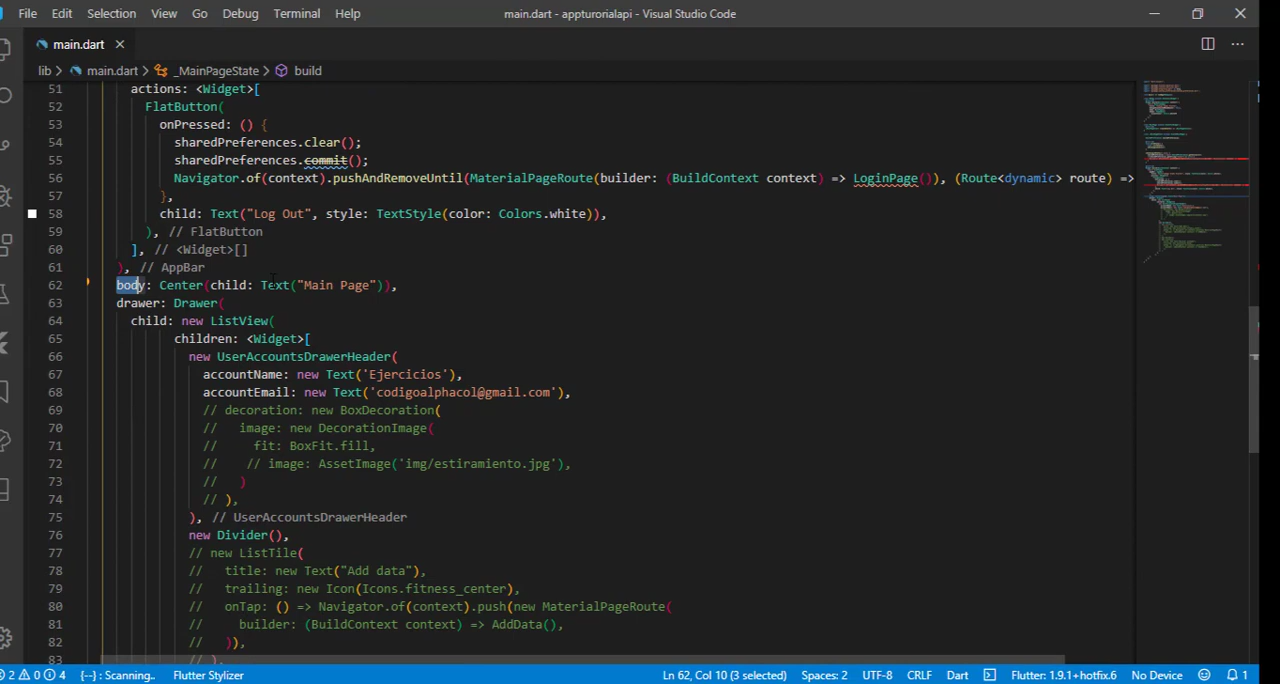 File Edit Selection View Go Debug Terminal Help main.dart - appturorialapi - Visual Studio Code
main.dart
lib > main.dart > _MainPageState > build
51 actions: <Widget>[
52 FlatButton(
53 onPressed: () {
54 sharedPreferences.clear();
55 sharedPreferences.commit();
56 Navigator.of(context).pushAndRemoveUntil(MaterialPageRoute(builder: (BuildContext context) => LoginPage()), (Route<dynamic> route) =>
57 },
58 child: Text("Log Out", style: TextStyle(color: Colors.white)),
59 ), // FlatButton
60 ], // <Widget>[]
61 ), // AppBar
62 body: Center(child: Text("Main Page")),
63 drawer: Drawer(
64 child: new ListView(
65 children: <Widget>[
66 new UserAccountsDrawerHeader(
67 accountName: new Text('Ejercicios'),
68 accountEmail: new Text('codigoalphacol@gmail.com'),
69 // decoration: new BoxDecoration(
70 // image: new DecorationImage(
71 // fit: BoxFit.fill,
72 // // image: AssetImage('img/estiramiento.jpg'),
73 // )
74 // ),
75 ), // UserAccountsDrawerHeader
76 new Divider(),
77 // new ListTile(
78 // title: new Text("Add data"),
79 // trailing: new Icon(Icons.fitness_center),
80 // onTap: () => Navigator.of(context).push(new MaterialPageRoute(
81 // builder: (BuildContext context) => AddData(),
82 // )),
83 // ),
2 0 4 {--} : Scanning.. Flutter Stylizer Ln 62, Col 10 (3 selected) Spaces: 2 UTF-8 CRLF Dart Flutter: 1.9.1+hotfix.6 No Device 1